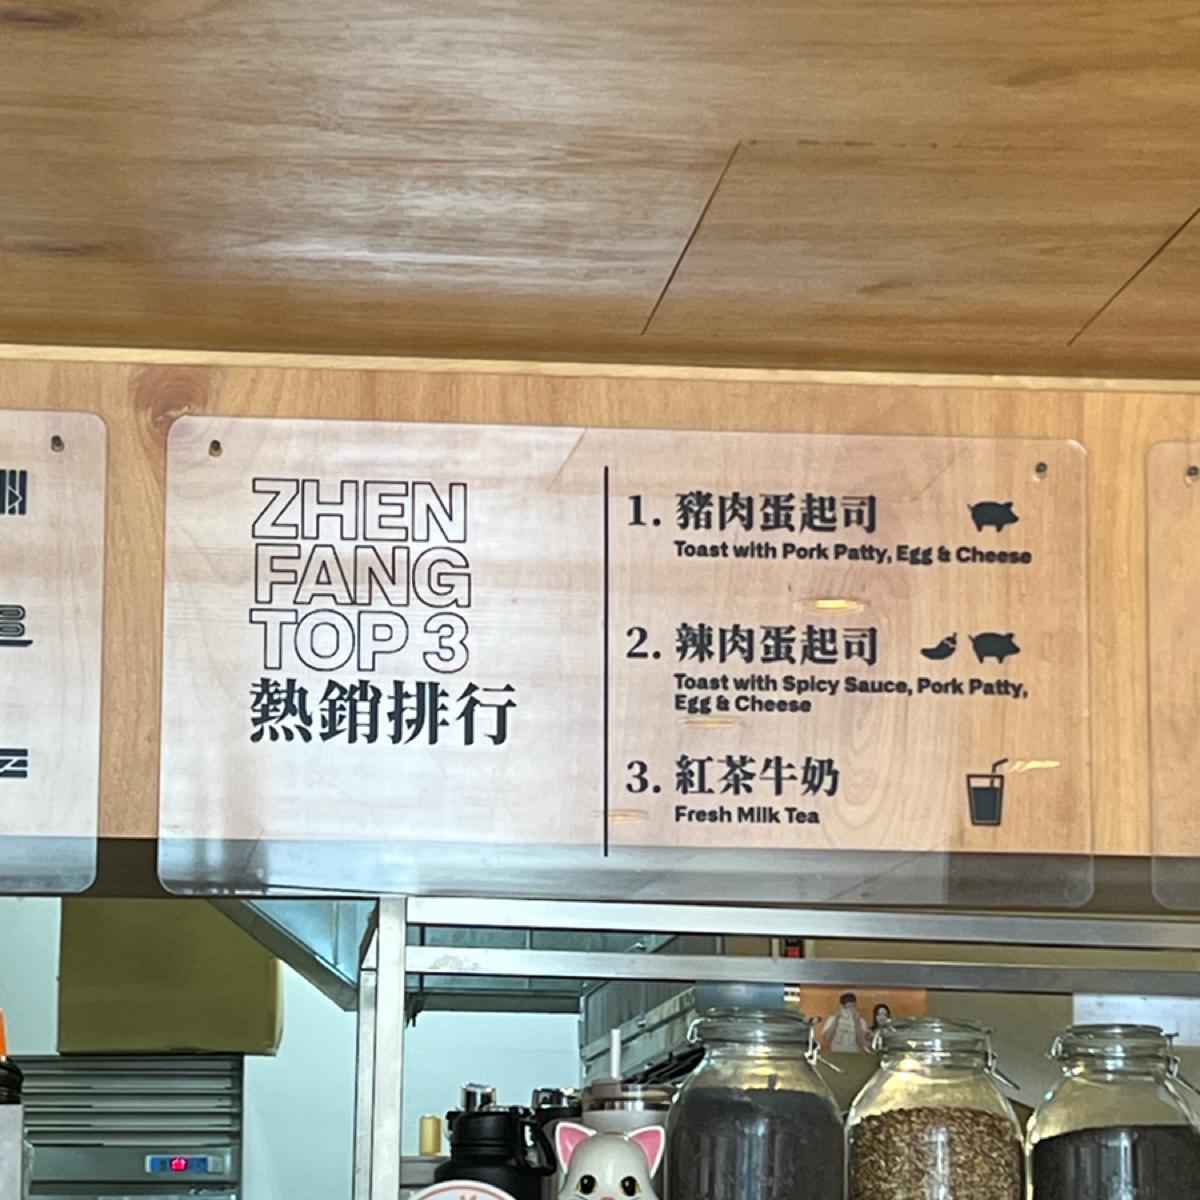 ZHEN
FANG
TOP 3
熱銷排行
1. 豬肉蛋起司
Toast with Pork Patty, Egg & Cheese
2. 辣肉蛋起司
Toast with Spicy Sauce, Pork Patty,
Egg & Cheese
3. 紅茶牛奶
Fresh Milk Tea